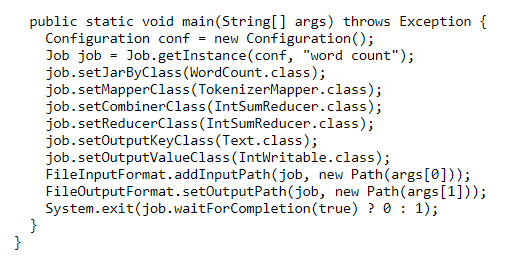 public static void main(String[] args) throws Exception {
Configuration conf = new Configuration();
Job job = Job.getInstance(conf, "word count");
job.setJarByClass(WordCount.class);
job.setMapperClass(TokenizerMapper.class);
job.setCombinerClass(IntSumReducer.class);
job.setReducerClass(IntSumReducer.class);
job.setOutputKeyClass(Text.class);
job.setOutputValueClass(IntWritable.class);
FileInputFormat.addInputPath(job, new Path(args[0]));
FileOutputFormat.setOutputPath(job, new Path(args[1]));
System.exit(job.waitForCompletion(true) ? 0 : 1);
}
}